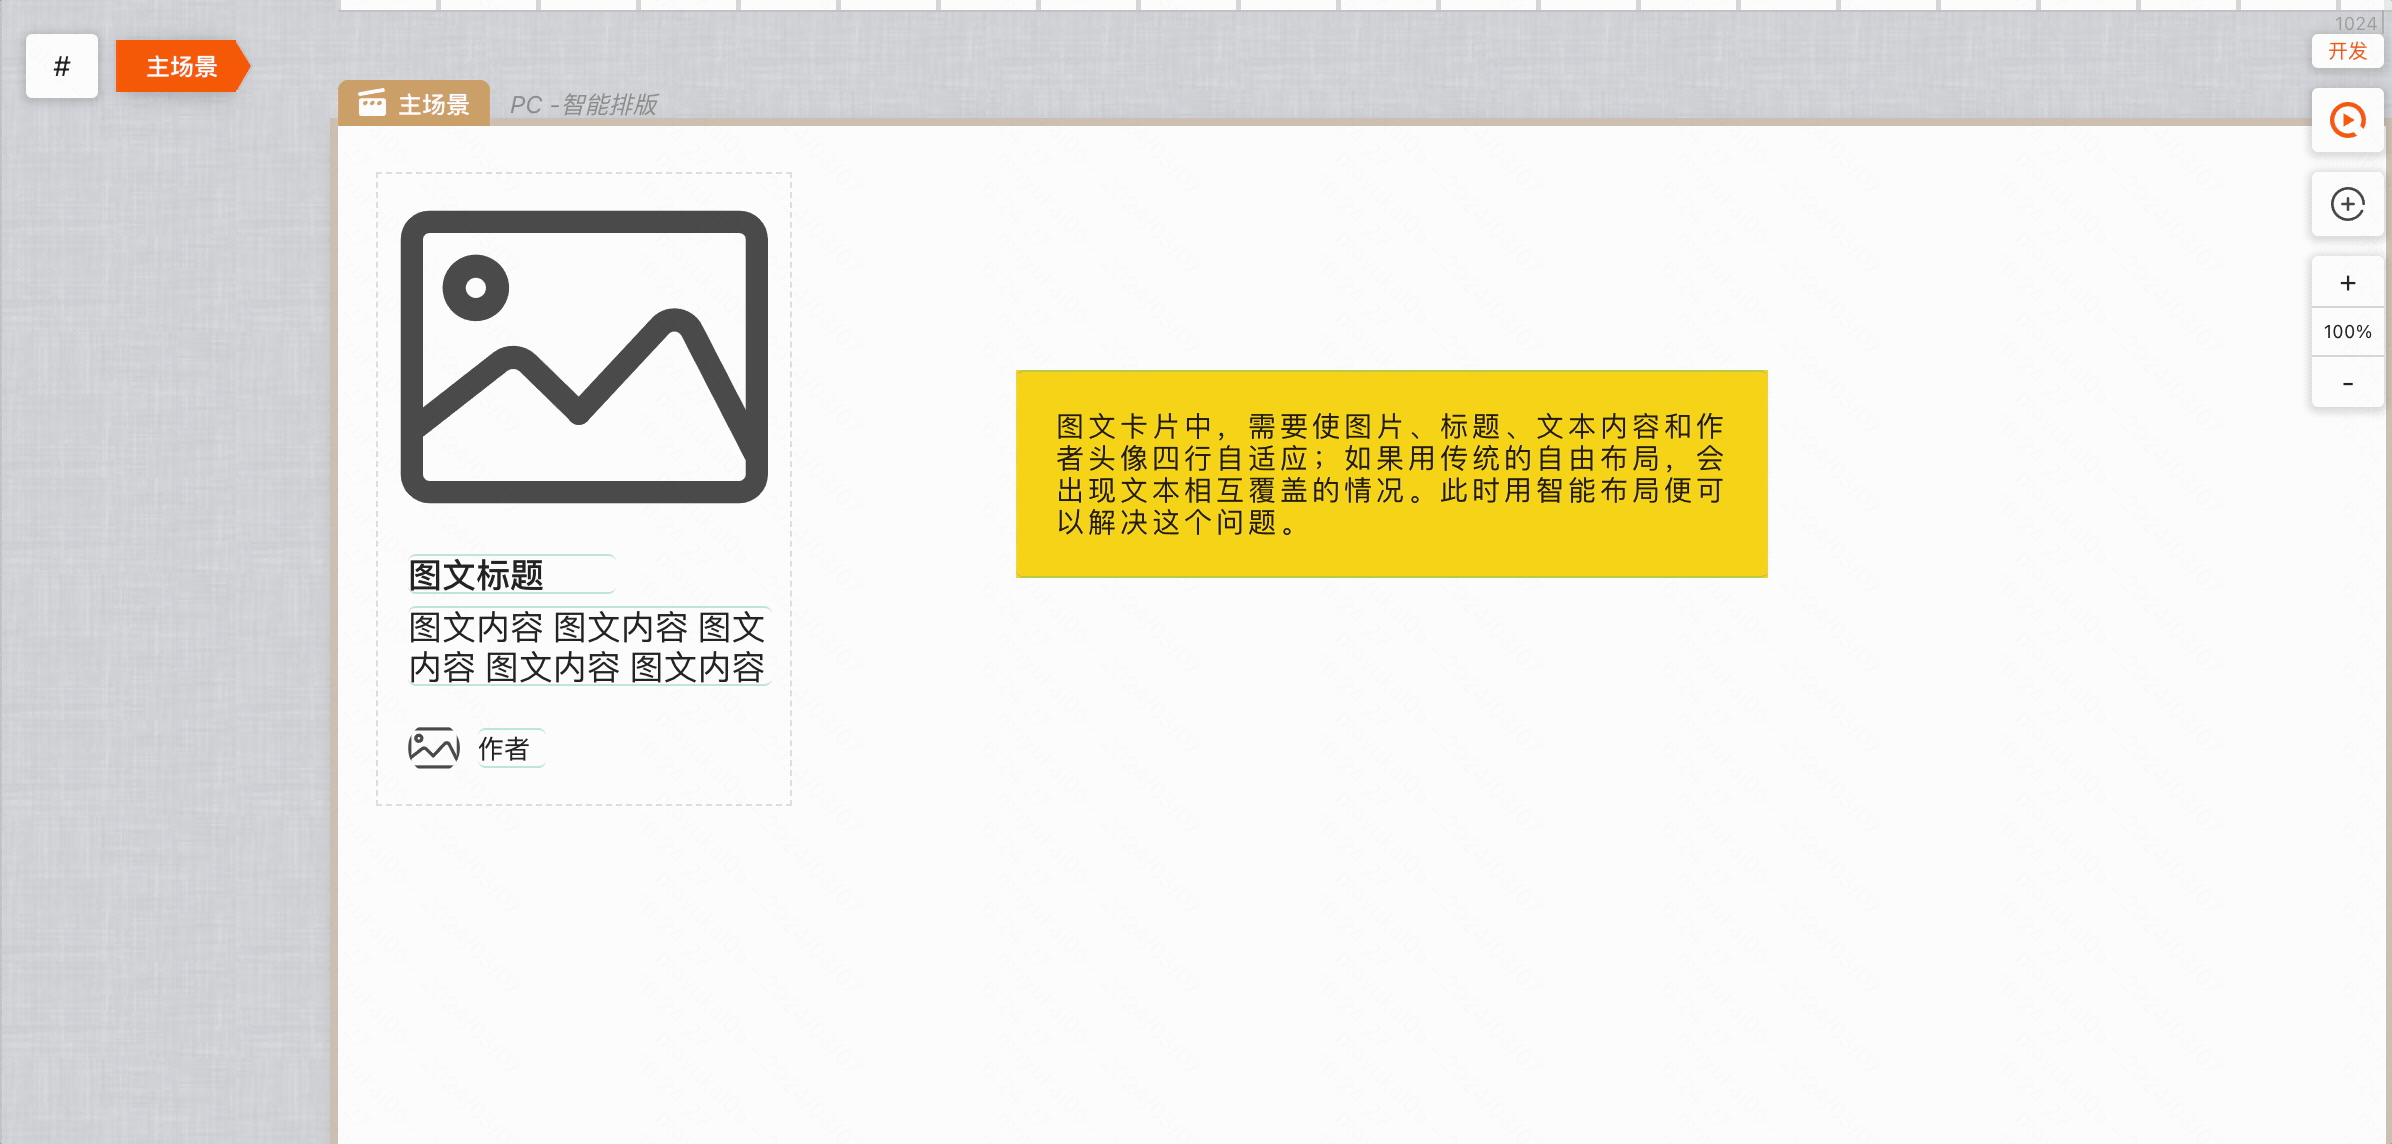 1024
#
主场景
开发
主场景
PC -智能排版
+
100%
-
图文卡片中，需要使图片、标题、文本内容和作
者头像四行自适应；如果用传统的自由布局，会
出现文本相互覆盖的情况。此时用智能布局便可
以解决这个问题。
图文标题
图文内容 图文内容 图文
内容 图文内容 图文内容
作者